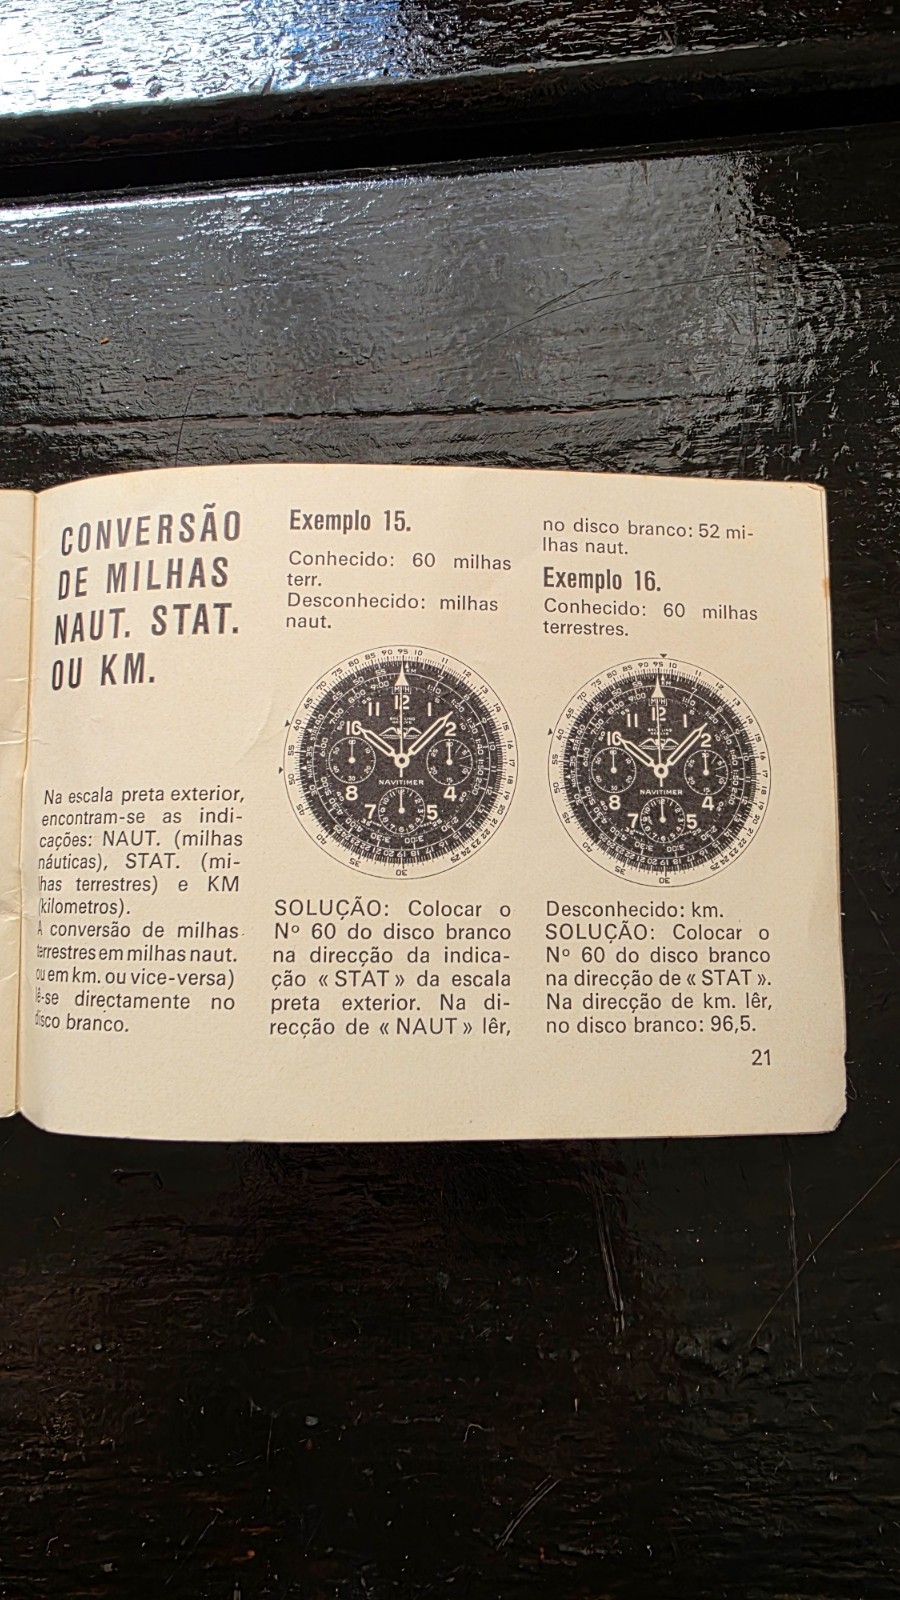 CONVERSÃO
DE MILHAS
NAUT. STAT.
OU KM.
Na escala preta exterior,
encontram-se as indi-
cações: NAUT. (milhas
náuticas), STAT. (mi-
lhas terrestres) e KM
(kilometros).
A conversão de milhas
terrestres em milhas naut.
ou em km. ou vice-versa)
lê-se directamente no
disco branco.
Exemplo 15.
Conhecido: 60 milhas
terr.
Desconhecido: milhas
naut.
NAVITIMER
SOLUÇÃO: Colocar o
Nº 60 do disco branco
na direcção da indica-
ção « STAT » da escala
preta exterior. Na di-
recção de « NAUT » lêr,
no disco branco: 52 mi-
lhas naut.
Exemplo 16.
Conhecido: 60 milhas
terrestres.
NAVITIMER
Desconhecido: km.
SOLUÇÃO: Colocar o
Nº 60 do disco branco
na direcção de « STAT ».
Na direcção de km. lêr,
no disco branco: 96,5.
21